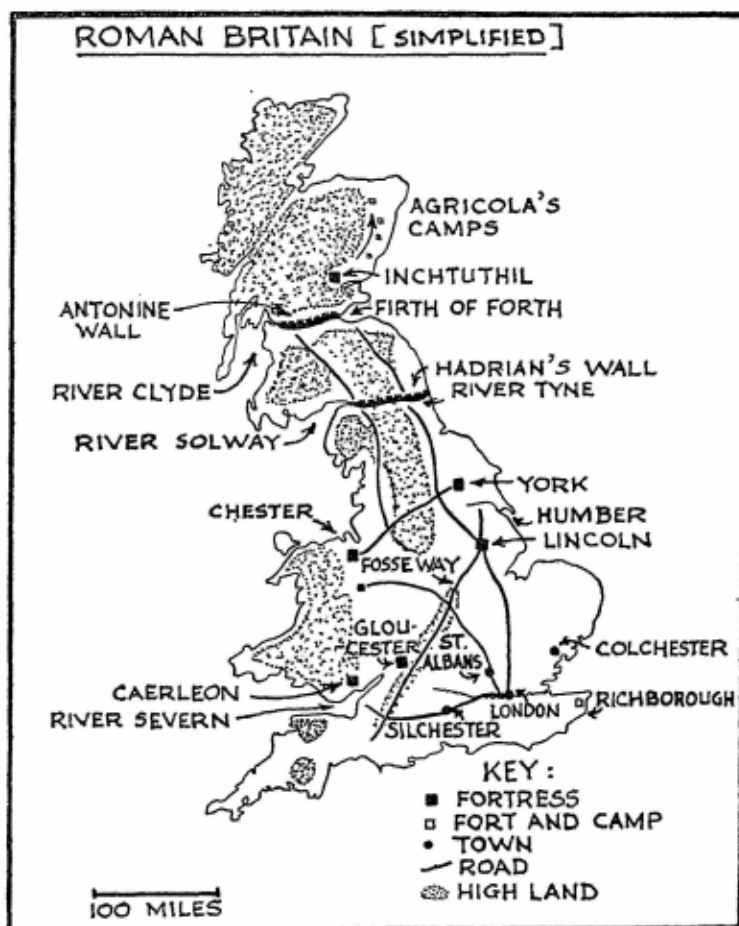 ROMAN BRITAIN [SIMPLIFIED]
AGRICOLA'S
CAMPS
INCHTUTHIL
ANTONINE
WALL
FIRTH OF FORTH
HADRIAN'S WALL
RIVER TYNE
RIVER CLYDE
RIVER SOLWAY
YORK
CHESTER
HUMBER
LINCOLN
FOSSE WAY
GLOU-
CESTER
ST.
ALBANS
COLCHESTER
CAERLEON
RIVER SEVERN
SILCHESTER
LONDON
RICHBOROUGH
KEY:
FORTRESS
FORT AND CAMP
TOWN
ROAD
HIGH LAND
100 MILES